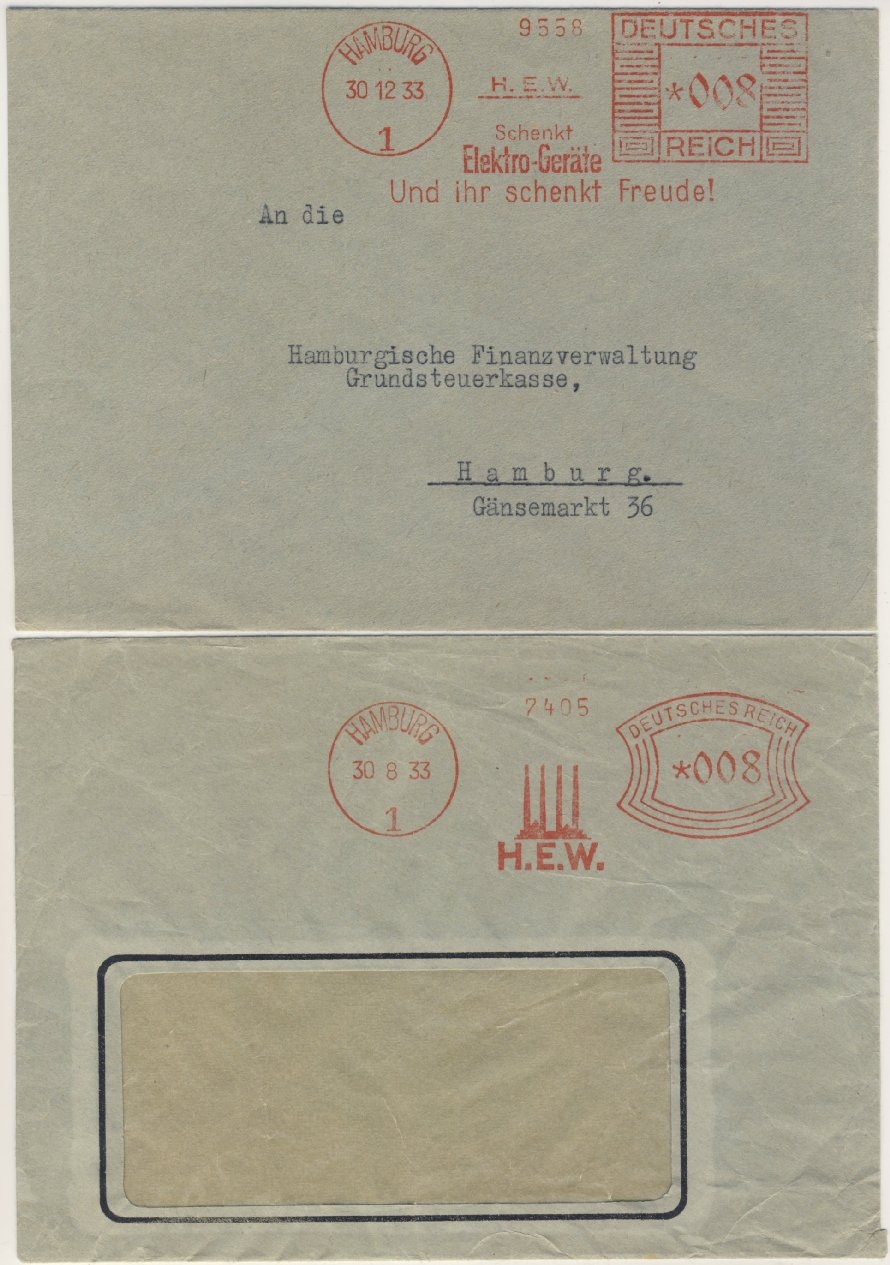 HAMBURG
30 12 33
1
9558
H. E. W.
Schenkt
Elektro-Geräte
Und ihr schenkt Freude!
DEUTSCHES
*008
REICH
An die
Hamburgische Finanzverwaltung
Grundsteuerkasse,
Hamburg.
Gänsemarkt 36
HAMBURG
30 8 33
1
7405
H.E.W.
DEUTSCHES REICH
*008